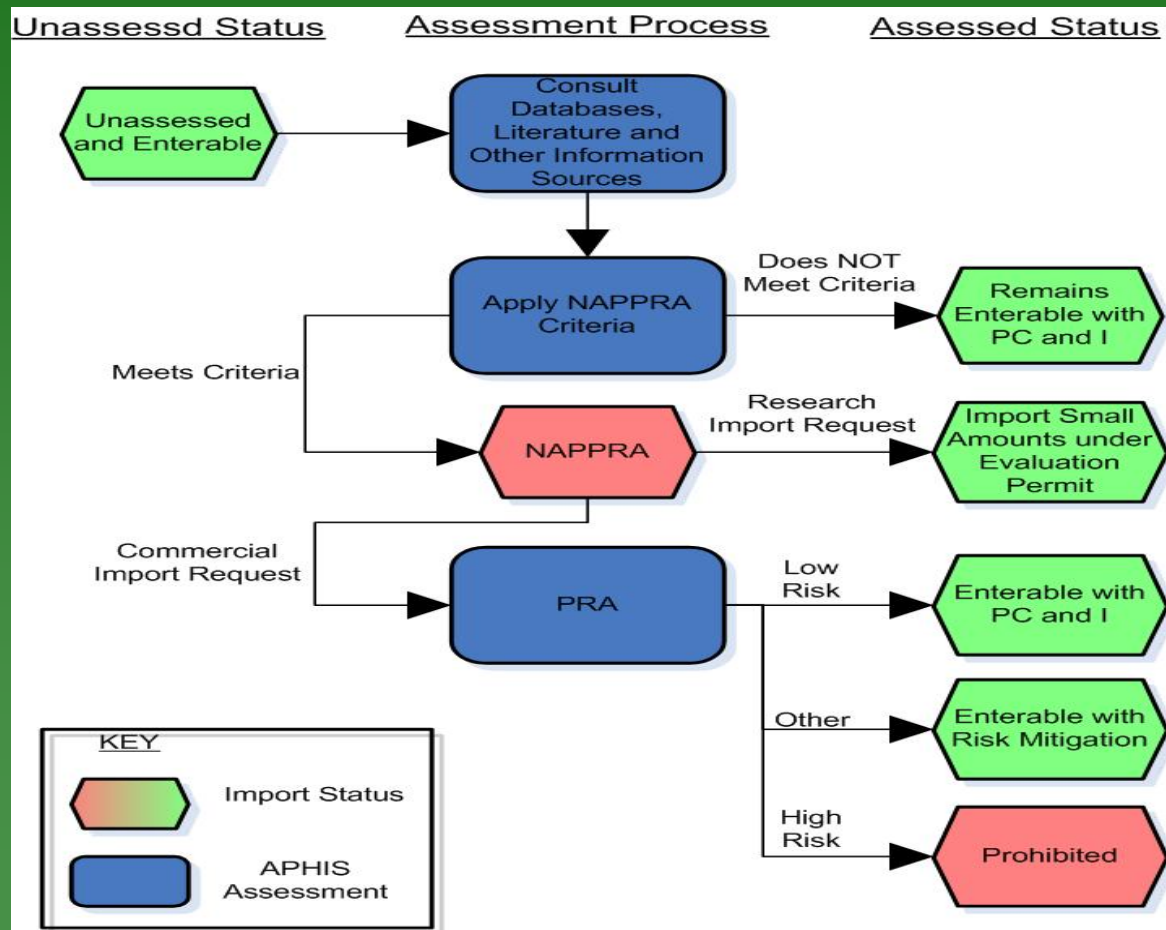 Unassessd Status
Assessment Process
Assessed Status
Unassessed
and Enterable
Consult
Databases,
Literature and
Other Information
Sources
Apply NAPPRA
Criteria
Does NOT
Meet Criteria
Remains
Enterable with
PC and I
Meets Criteria
NAPPRA
Research
Import Request
Import Small
Amounts under
Evaluation
Permit
Commercial
Import Request
PRA
Low
Risk
Enterable with
PC and I
Other
Enterable with
Risk Mitigation
High
Risk
Prohibited
KEY
Import Status
APHIS
Assessment